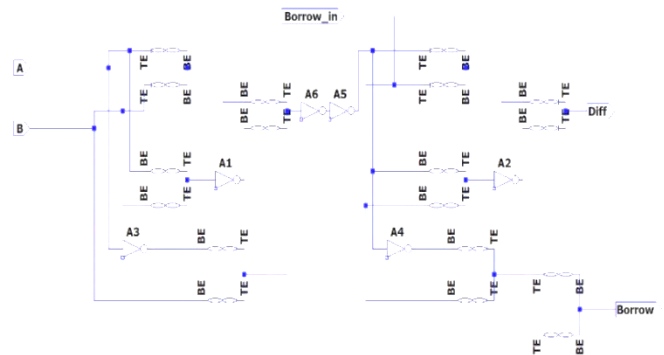 Borrow_in
TE BE TE BE
A
TE BE BE TE A6 A5 TE BE BE TE
BE TE Diff
B
BE TE A1 BE TE A2
BE TE BE TE
A3 BE TE A4 BE TE
BE TE BE TE TE BE
Borrow
TE BE